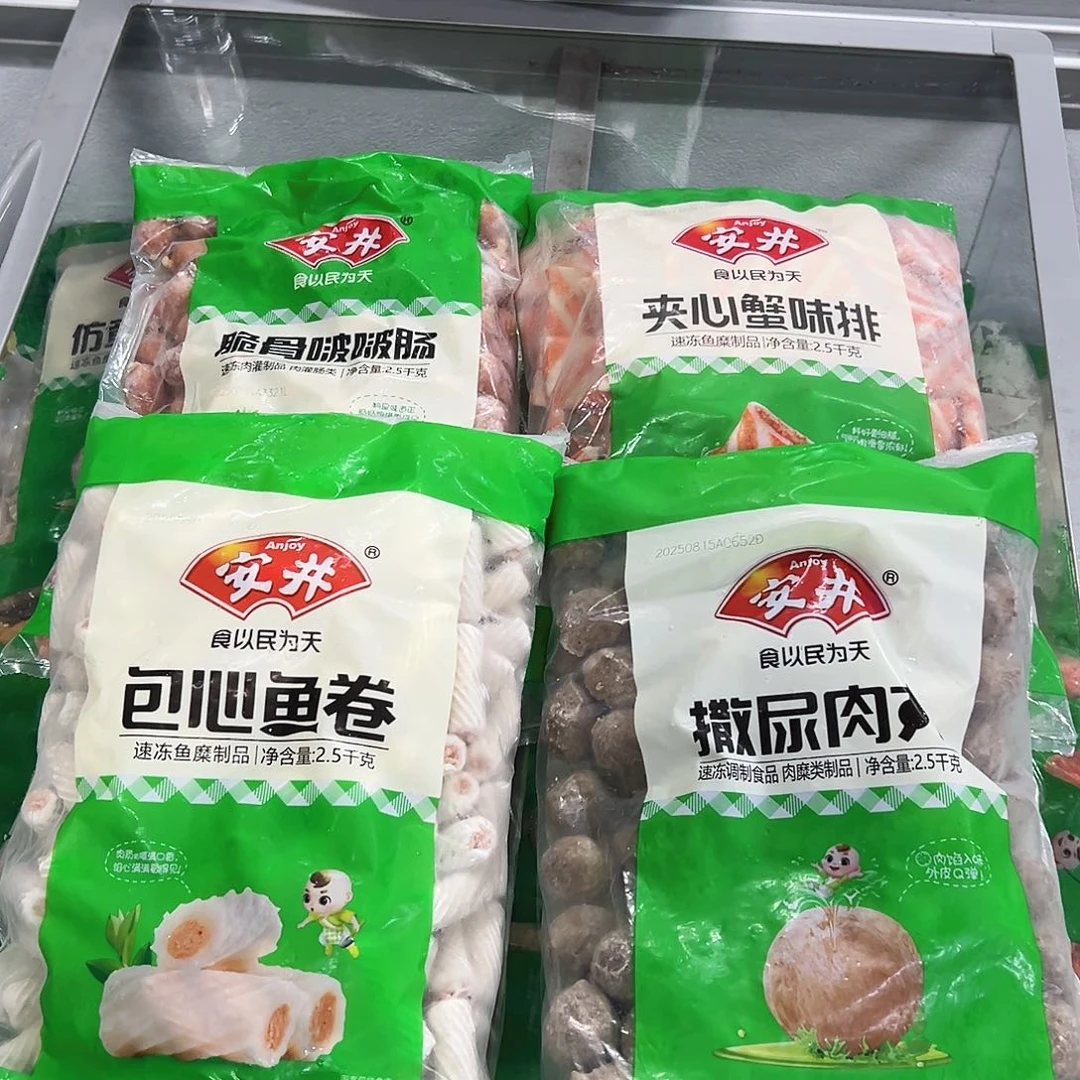 Anjoy
安井®
食以民为天
脆骨啵啵肠
速冻肉灌制品 肉灌肠类 | 净含量:2.5千克
Anjoy
安井
食以民为天
夹心蟹味排
速冻鱼糜制品 | 净含量:2.5千克
仿
速冻鱼糜
Anjoy
安井®
食以民为天
包心鱼卷
速冻鱼糜制品 | 净含量:2.5千克
20250815A0652D
Anjoy
安井®
食以民为天
撒尿肉丸
速冻调制食品 肉糜类制品 | 净含量:2.5千克
肉馅入味
外皮Q弹